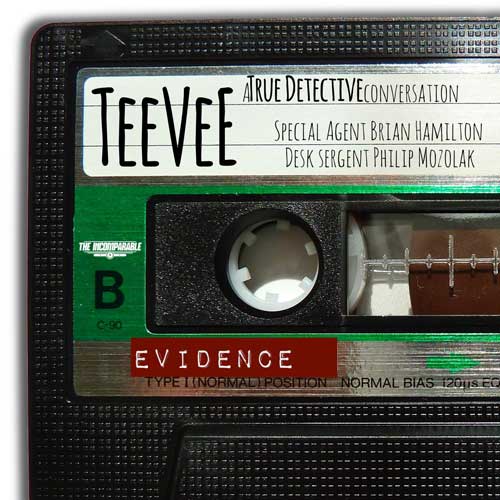 TeeVee
A TRUE DETECTIVE CONVERSATION
SPECIAL AGENT BRIAN HAMILTON
DESK SERGENT PHILIP MOZOLAK
THE INCOMPARABLE
B
C-90
EVIDENCE
TYPE I (NORMAL) POSITION NORMAL BIAS 120µs EQ